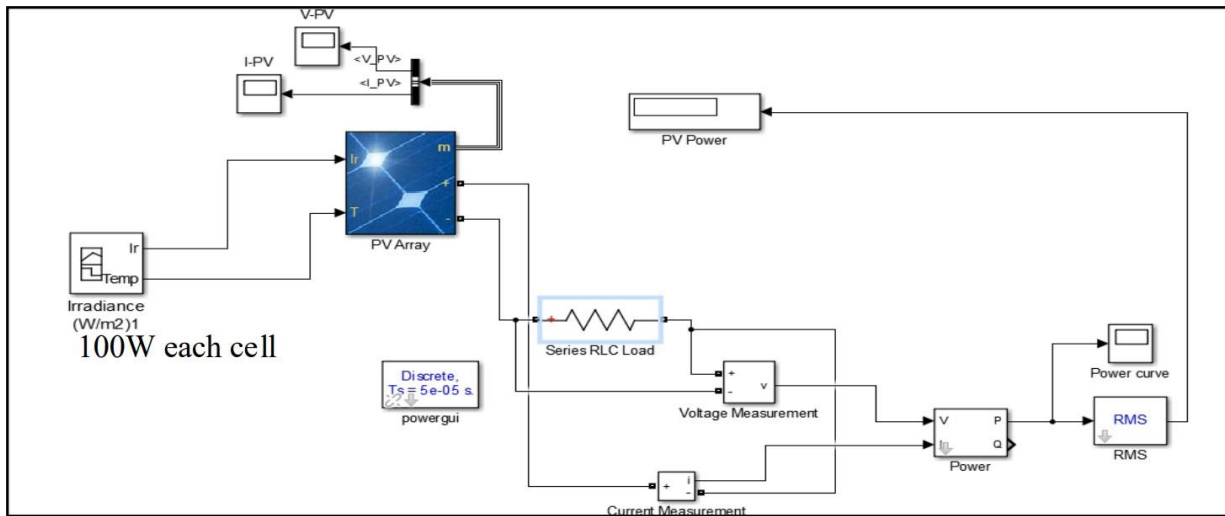 V-PV
<V_PV>
I-PV
<I_PV>
PV Power
Ir
m
+
T
-
PV Array
Ir
Temp
Irradiance
(W/m2)1
100W each cell
+
Series RLC Load
Discrete,
Ts = 5e-05 s.
powergui
+
-
v
Voltage Measurement
Power curve
V
P
I
Q
Power
RMS
RMS
+
i
-
Current Measurement